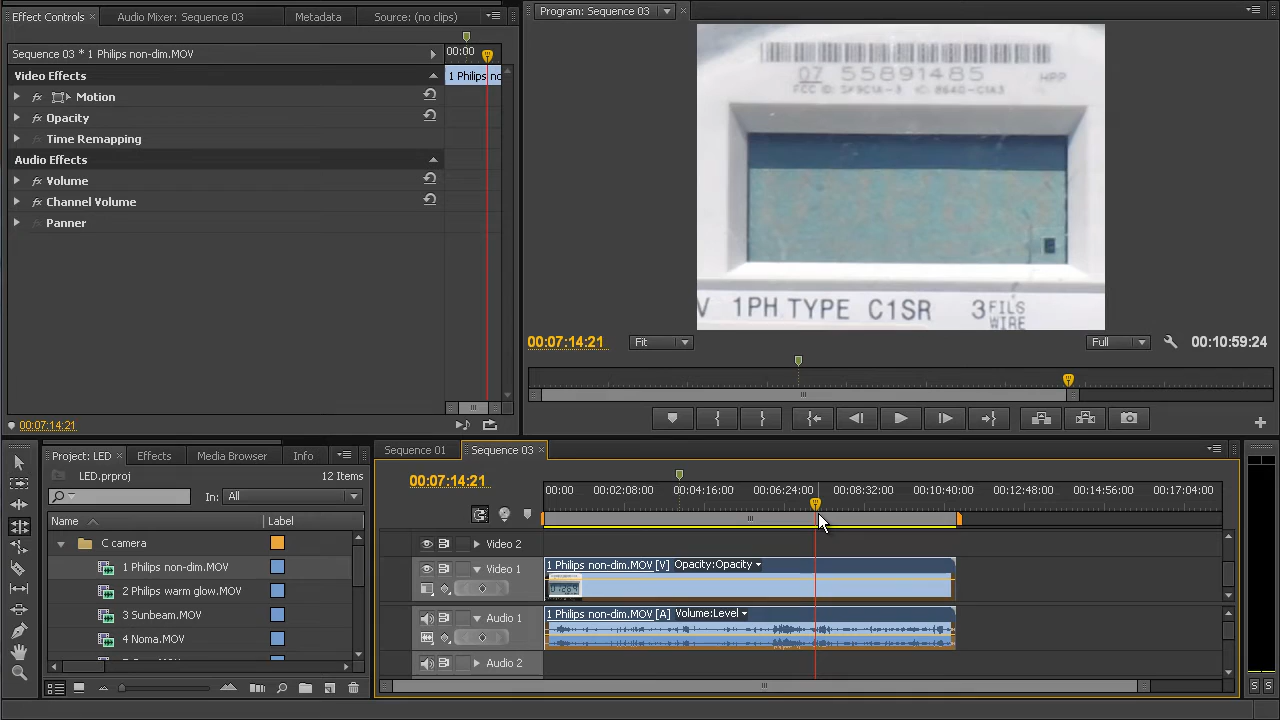 Effect Controls
Audio Mixer: Sequence 03
Metadata
Source: (no clips)
Program: Sequence 03
Sequence 03 * 1 Philips non-dim.MOV
00:00
Video Effects
1 Philips no
Motion
Opacity
Time Remapping
Audio Effects
Volume
Channel Volume
Panner
00:07:14:21
07 55891485
HPP
V 1PH TYPE C1SR 3 FILS
WIRE
00:07:14:21
Fit
Full
00:10:59:24
Project: LED
Effects
Media Browser
Info
LED.prproj
12 Items
In: All
Name
Label
C camera
1 Philips non-dim.MOV
2 Philips warm glow.MOV
3 Sunbeam.MOV
4 Noma.MOV
Sequence 01
Sequence 03
00:07:14:21
00:00
00:02:08:00
00:04:16:00
00:06:24:00
00:08:32:00
00:10:40:00
00:12:48:00
00:14:56:00
00:17:04:00
Video 2
Video 1
1 Philips non-dim.MOV [V] Opacity:Opacity
Audio 1
1 Philips non-dim.MOV [A] Volume:Level
Audio 2
S S